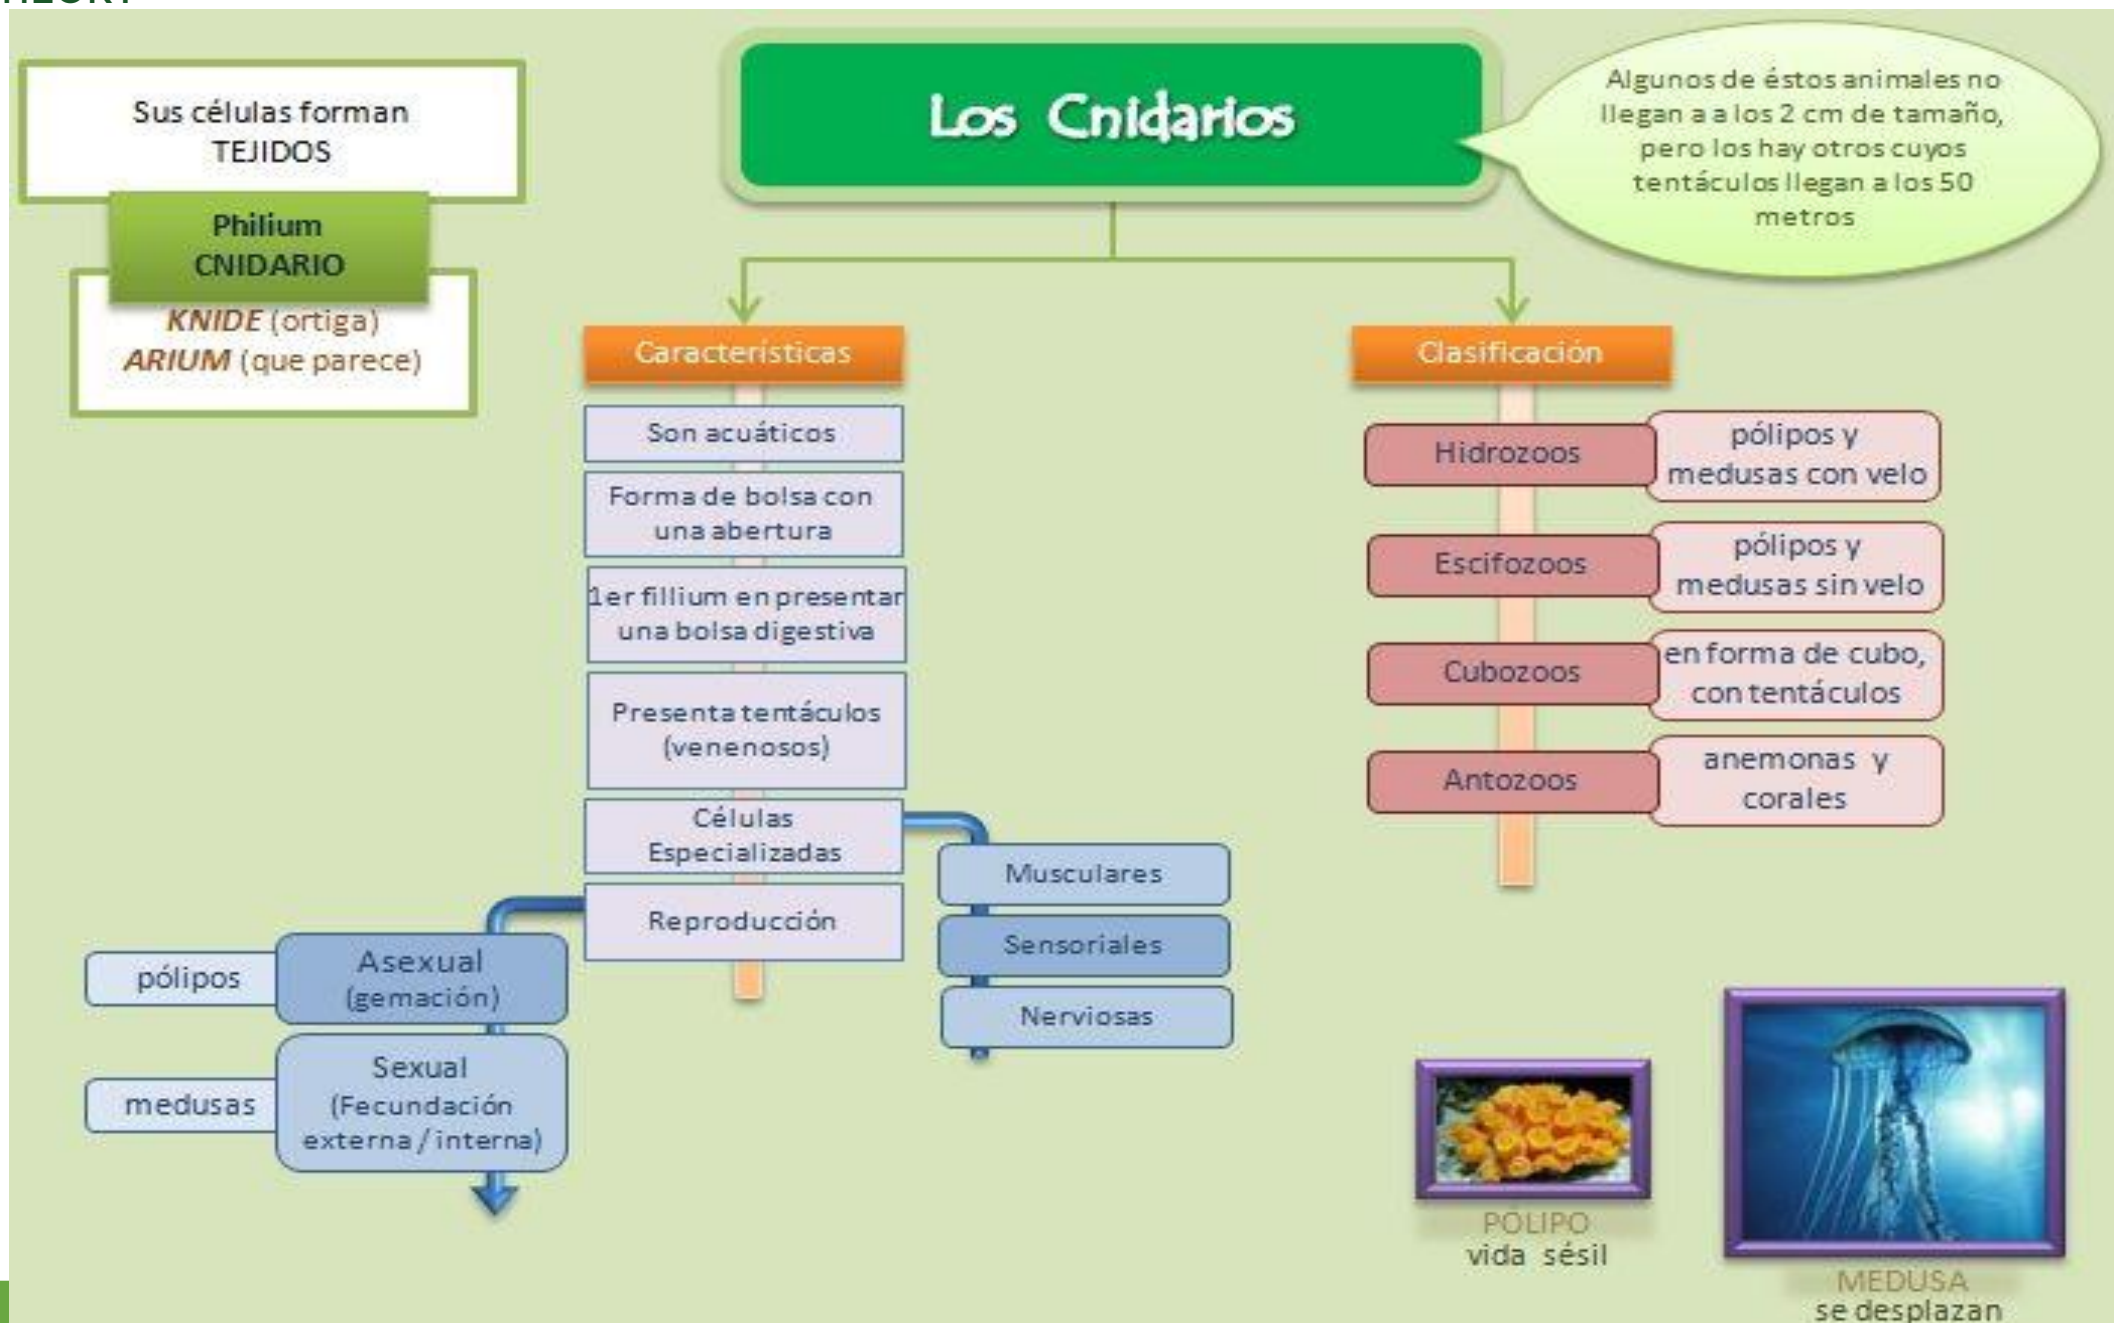 Sus células forman
TEJIDOS
Philium
CNIDARIO
KNIDE (ortiga)
ARIUM (que parece)
Los Cnidarios
Algunos de éstos animales no
llegan a a los 2 cm de tamaño,
pero los hay otros cuyos
tentáculos llegan a los 50
metros
Características
Son acuáticos
Forma de bolsa con
una abertura
1er fillium en presentar
una bolsa digestiva
Presenta tentáculos
(venenosos)
Células
Especializadas
Musculares
Sensoriales
Nerviosas
Reproducción
Asexual
(gemación)
pólipos
Sexual
(Fecundación
externa / interna)
medusas
Clasificación
Hidrozoos
pólipos y
medusas con velo
Escifozoos
pólipos y
medusas sin velo
Cubozoos
en forma de cubo,
con tentáculos
Antozoos
anemonas y
corales
PÓLIPO
vida sésil
MEDUSA
se desplazan